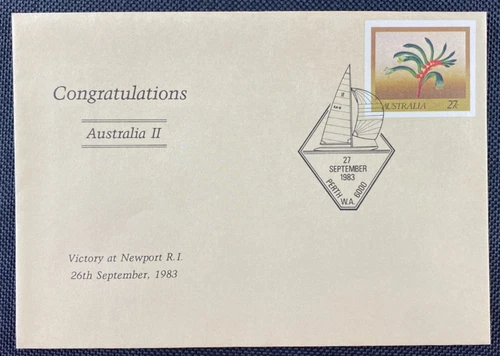 Congratulations
Australia II
Victory at Newport R.I.
26th September, 1983
27
SEPTEMBER
1983
PERTH W.A. 6000
AUSTRALIA 27c